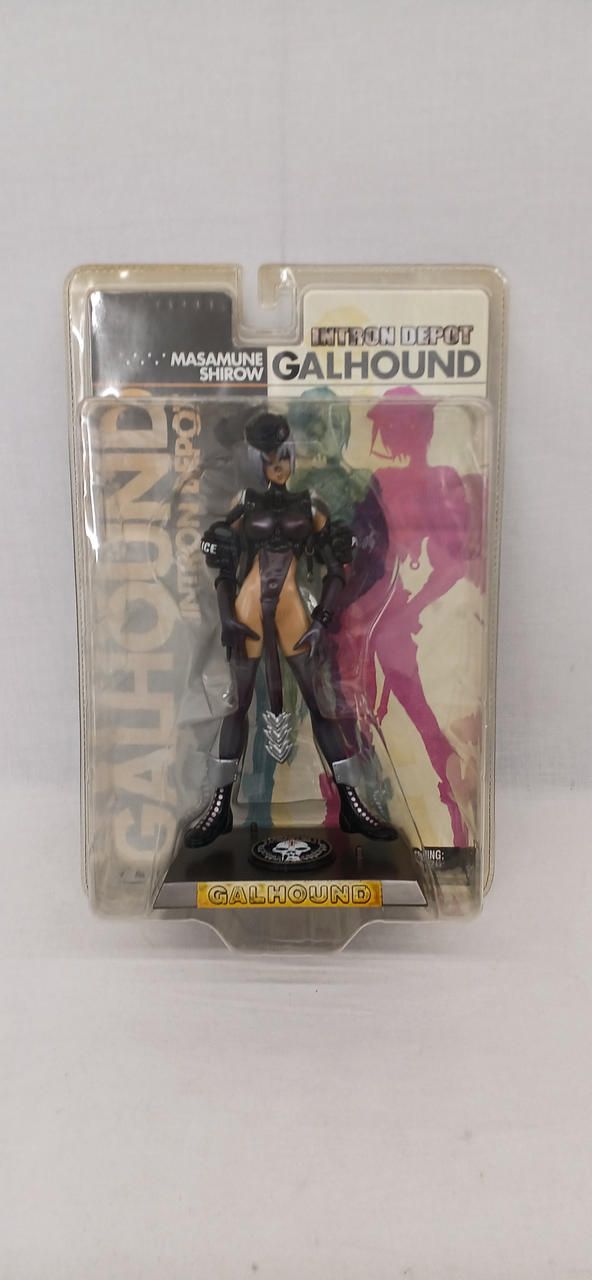 INTRON DEPOT
MASAMUNE
SHIROW
GALHOUND
GALHOUND
INTRON DEPOT
ICE
GALHOUND